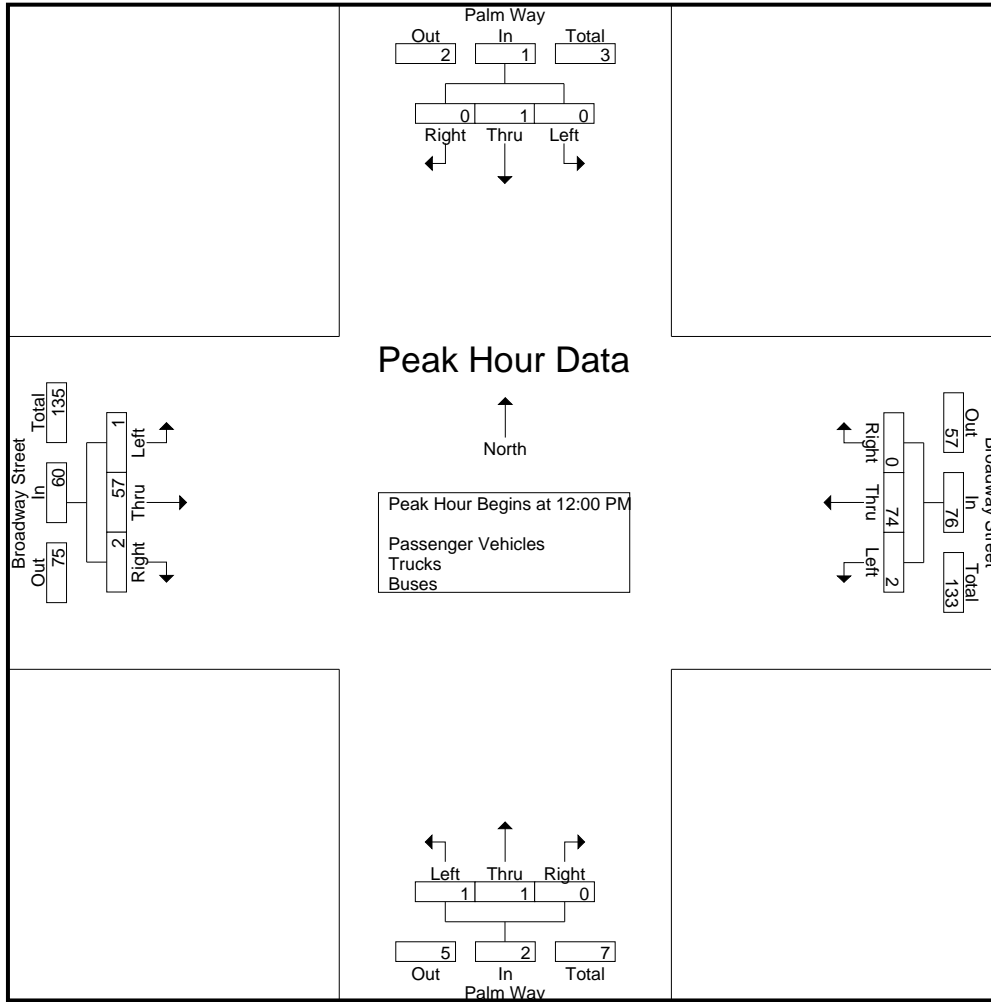 Palm Way
Out In Total
2 1 3
0 1 0
Right Thru Left
Peak Hour Data
North
Peak Hour Begins at 12:00 PM
Passenger Vehicles
Trucks
Buses
Broadway Street
Out In Total
75 60 135
Right Thru Left
2 57 1
Broadway Street
Out In Total
57 76 133
0 74 2
Right Thru Left
Left Thru Right
1 1 0
5 2 7
Out In Total
Palm Way